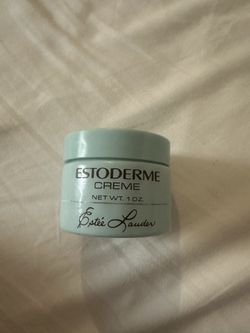 ESTODERME
CREME
NET WT. 1 OZ.
Estée Lauder